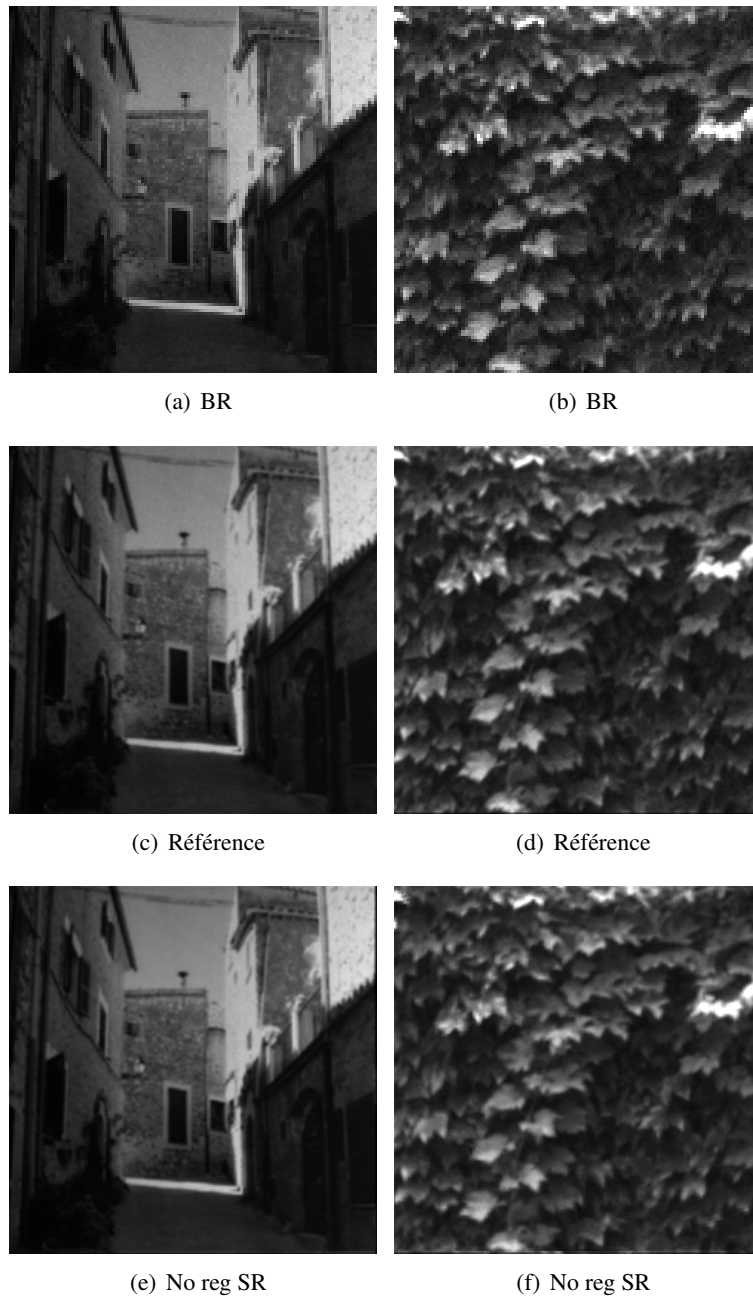 (a) BR
(b) BR
(c) Référence
(d) Référence
(e) No reg SR
(f) No reg SR